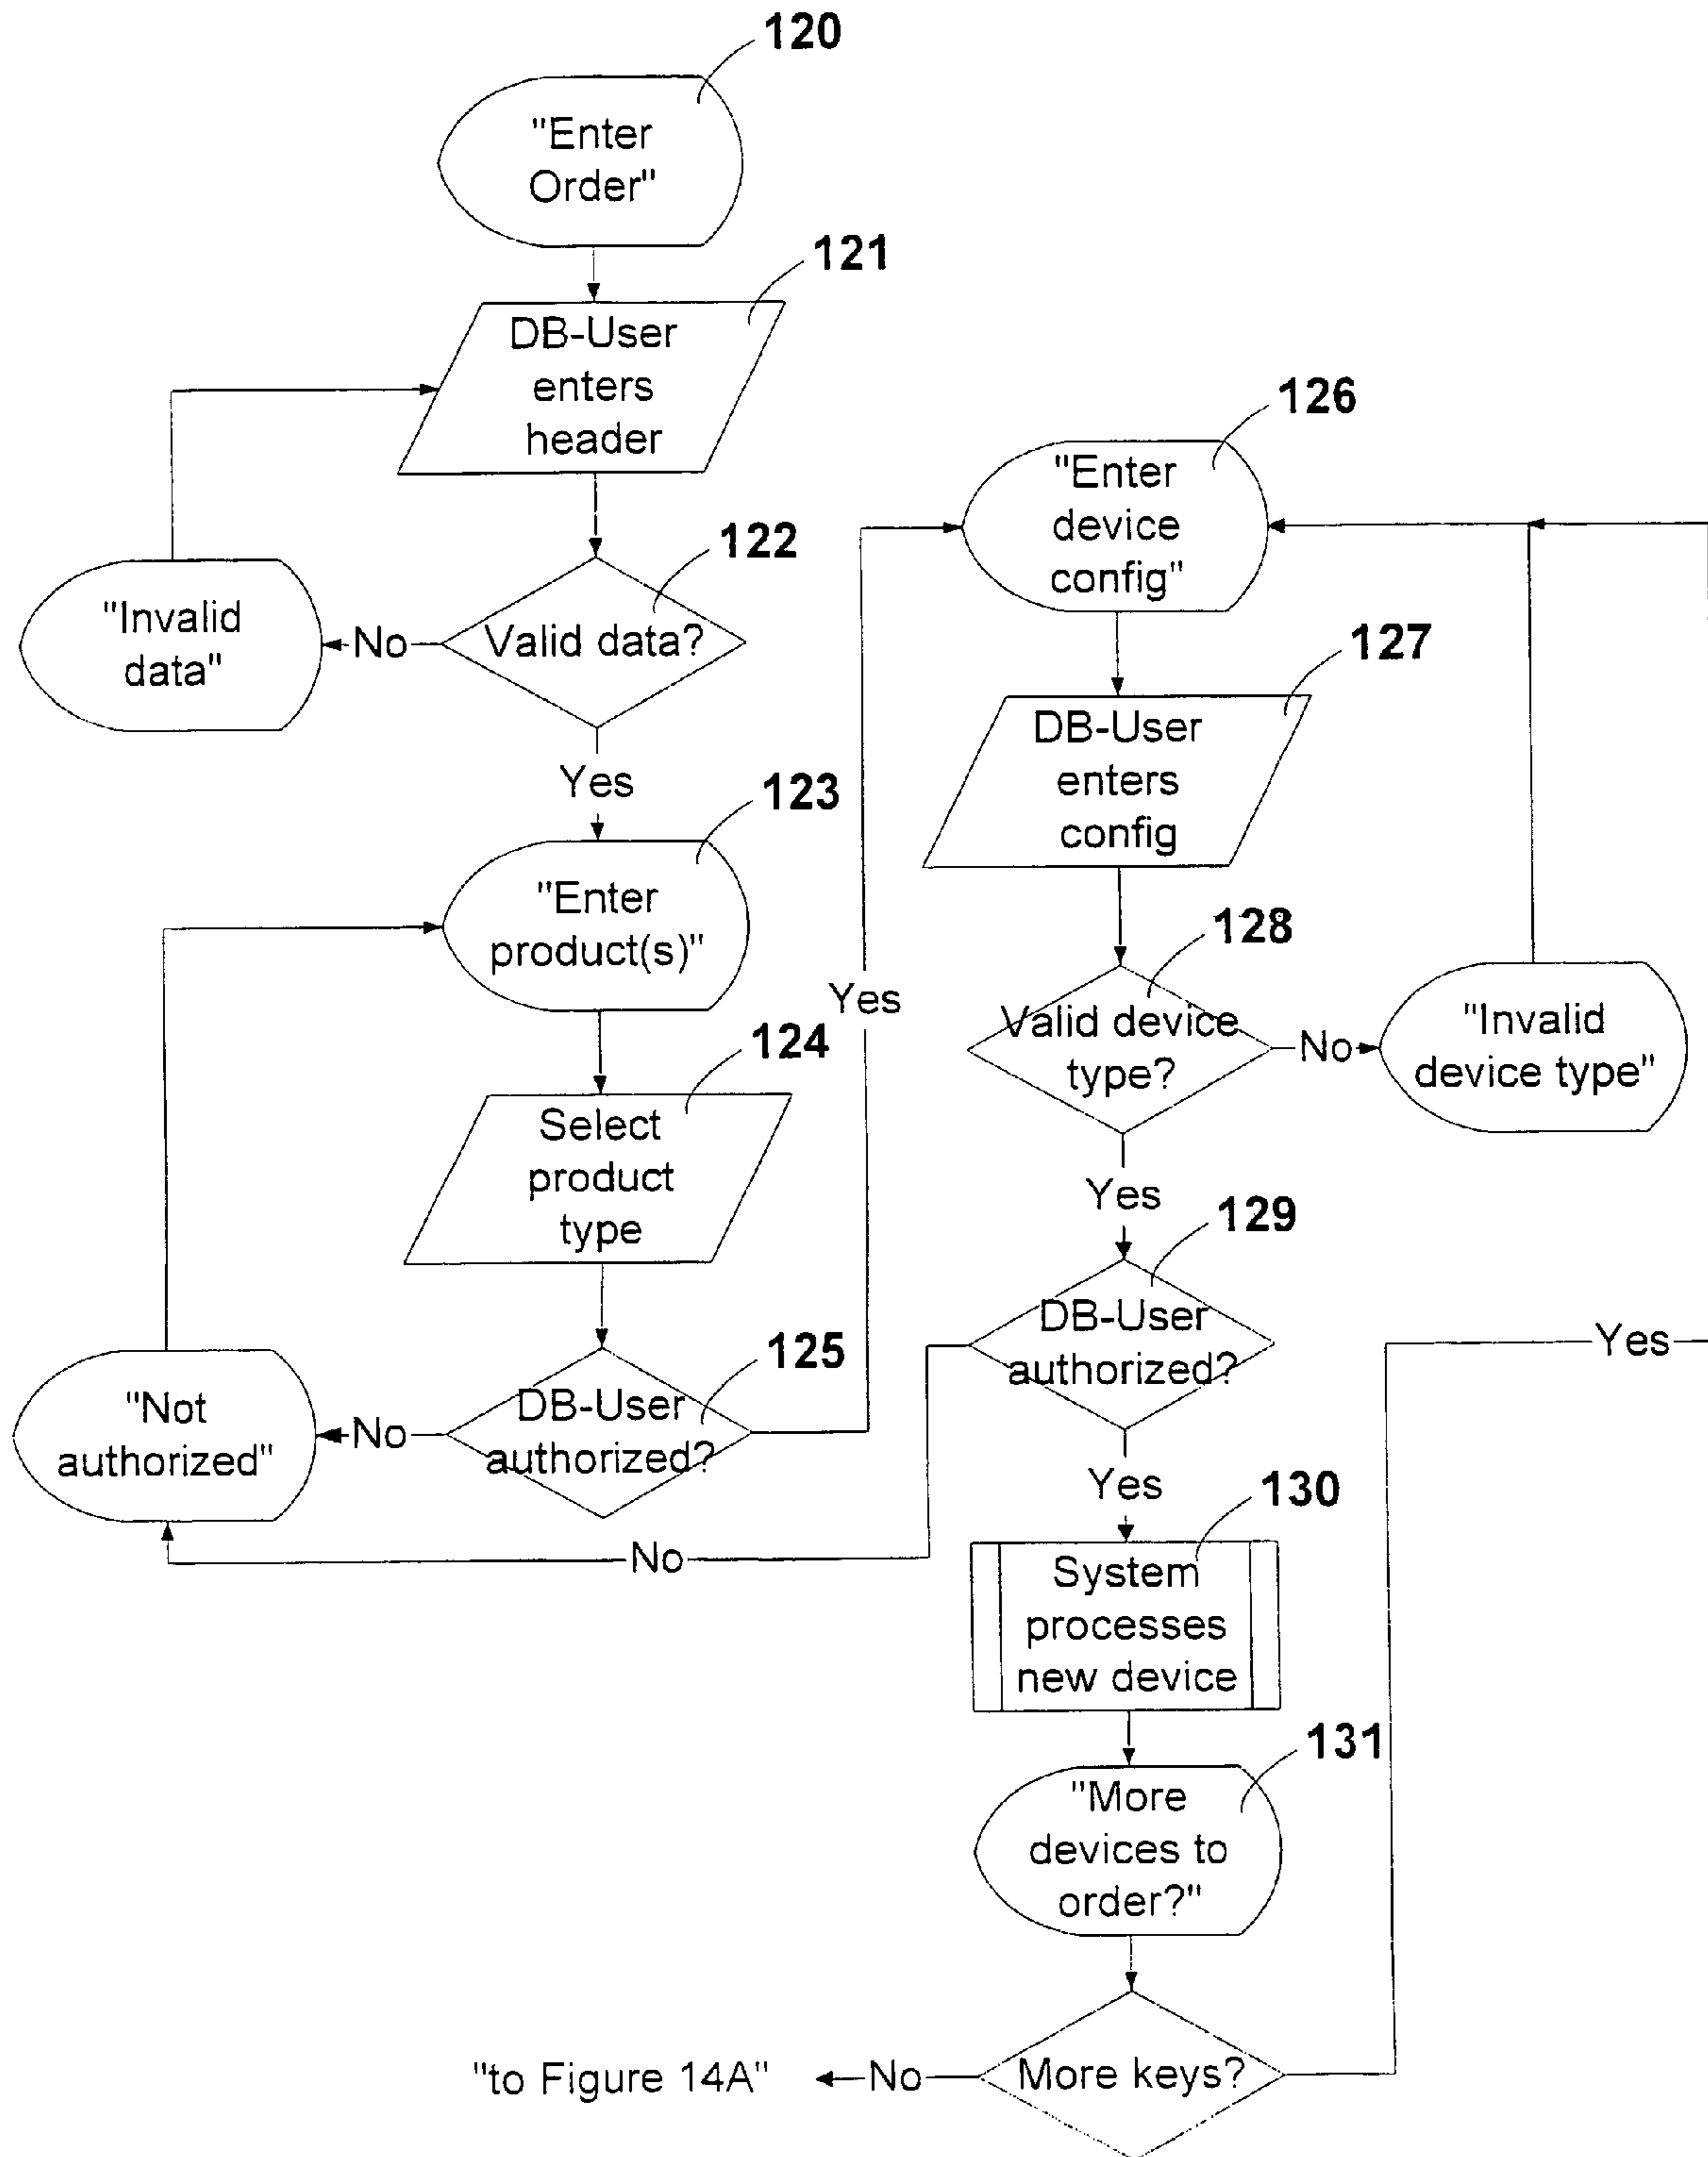 120
"Enter
Order"
121
DB-User
enters
header
122
Valid data?
No
"Invalid
data"
Yes
123
"Enter
product(s)"
124
Select
product
type
125
DB-User
authorized?
No
"Not
authorized"
Yes
126
"Enter
device
config"
127
DB-User
enters
config
128
Valid device
type?
No
"Invalid
device type"
Yes
129
DB-User
authorized?
No
Yes
130
System
processes
new device
131
"More
devices to
order?"
More keys?
Yes
No
"to Figure 14A"